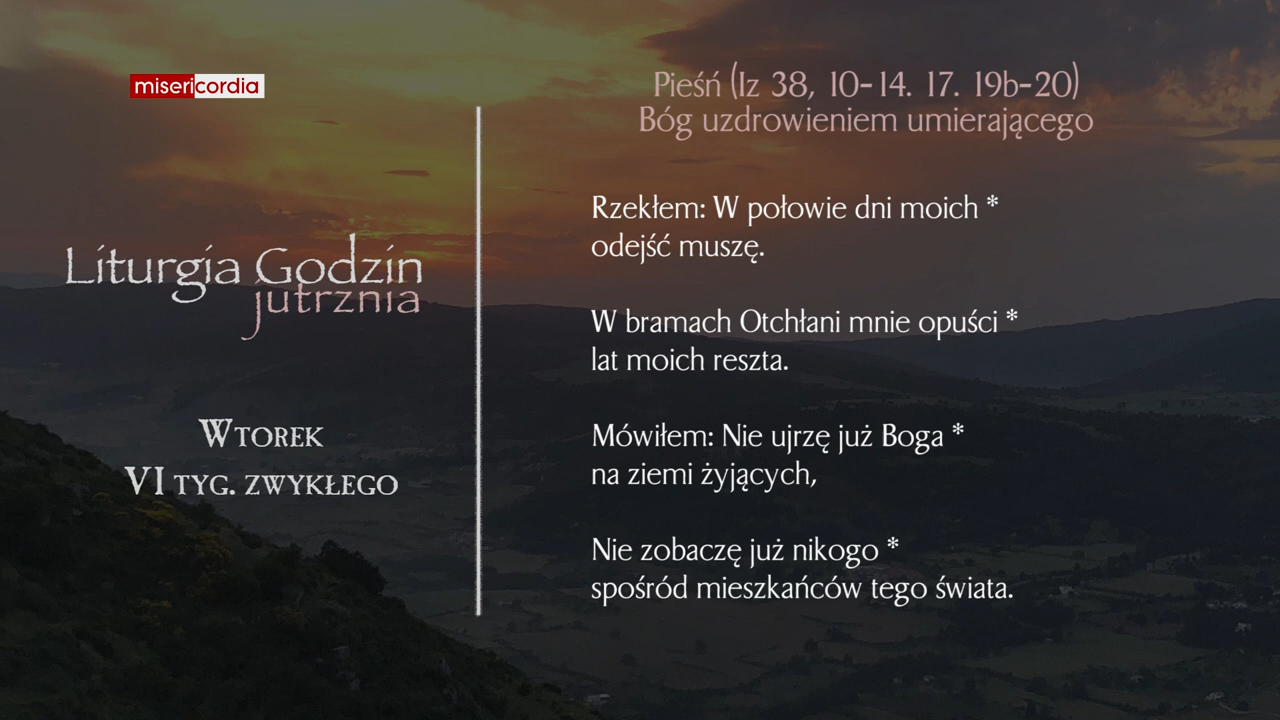 misericordia
Liturgia Godzin
jutrznia
Wtorek
VI tyg. zwykłego
Pieśń (Iz 38, 10-14. 17. 19b-20)
Bóg uzdrowieniem umierającego
Rzekłem: W połowie dni moich *
odejść muszę.
W bramach Otchłani mnie opuści *
lat moich reszta.
Mówiłem: Nie ujrzę już Boga *
na ziemi żyjących,
Nie zobaczę już nikogo *
spośród mieszkańców tego świata.